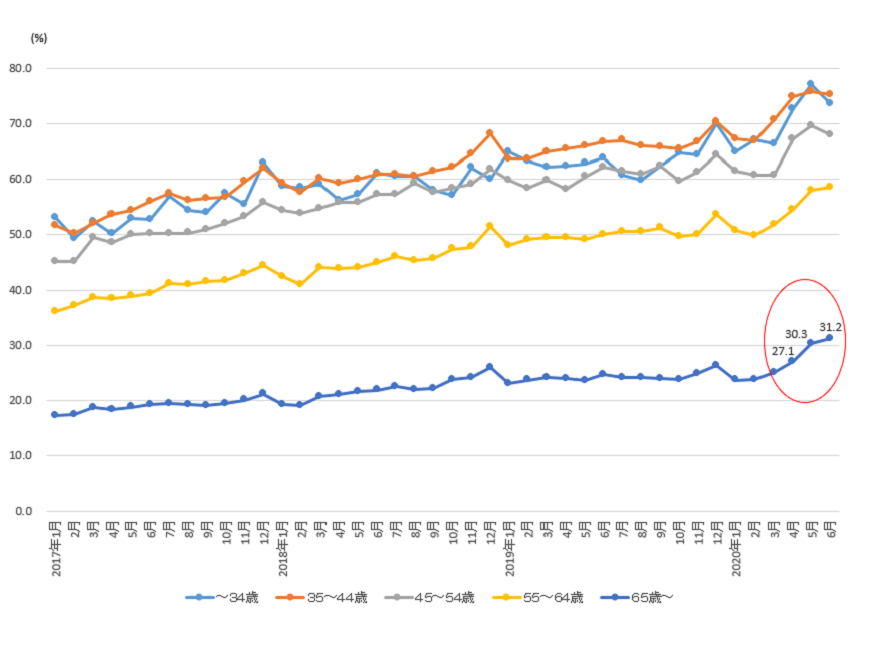 (%)
80.0
70.0
60.0
50.0
40.0
30.0
20.0
10.0
0.0
27.1
30.3
31.2
2017年1月
2月
3月
4月
5月
6月
7月
8月
9月
10月
11月
12月
2018年1月
2月
3月
4月
5月
6月
7月
8月
9月
10月
11月
12月
2019年1月
2月
3月
4月
5月
6月
7月
8月
9月
10月
11月
12月
2020年1月
2月
3月
4月
5月
6月
～34歳 35～44歳 45～54歳 55～64歳 65歳～